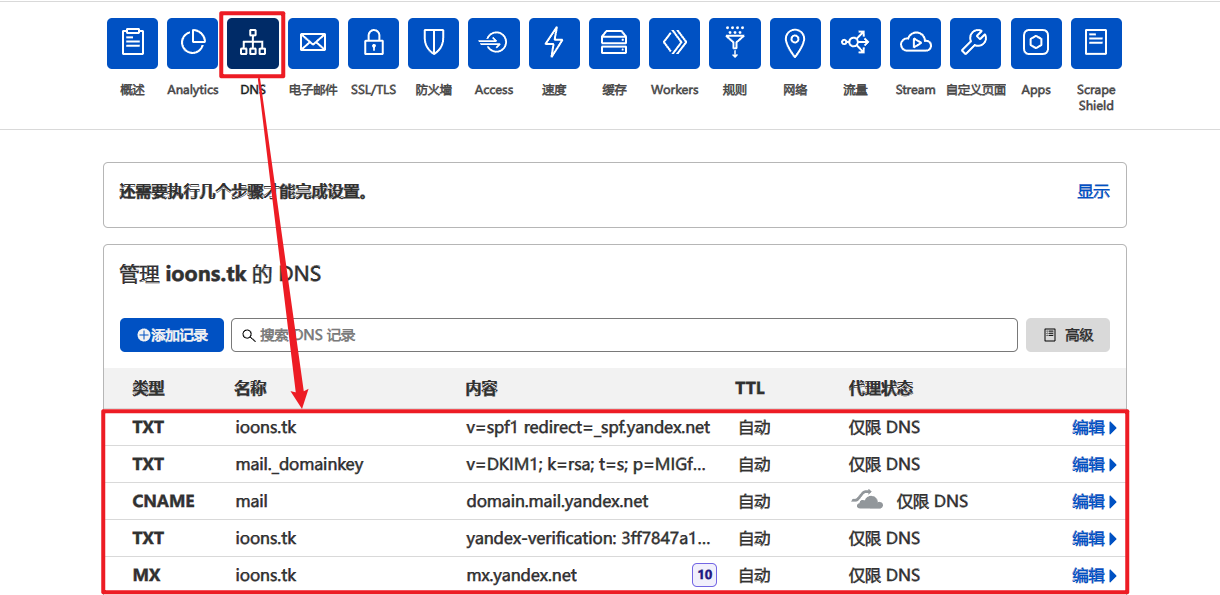 概述 Analytics DNS 电子邮件 SSL/TLS 防火墙 Access 速度 缓存 Workers 规则 网络 流量 Stream 自定义页面 Apps Scrape
Shield
还需要执行几个步骤才能完成设置。 显示
管理 ioons.tk 的 DNS
添加记录 搜索 DNS 记录 高级
类型 名称 内容 TTL 代理状态
TXT ioons.tk v=spf1 redirect=_spf.yandex.net 自动 仅限 DNS 编辑
TXT mail._domainkey v=DKIM1; k=rsa; t=s; p=MIGf... 自动 仅限 DNS 编辑
CNAME mail domain.mail.yandex.net 自动 仅限 DNS 编辑
TXT ioons.tk yandex-verification: 3ff7847a1... 自动 仅限 DNS 编辑
MX ioons.tk mx.yandex.net 10 自动 仅限 DNS 编辑